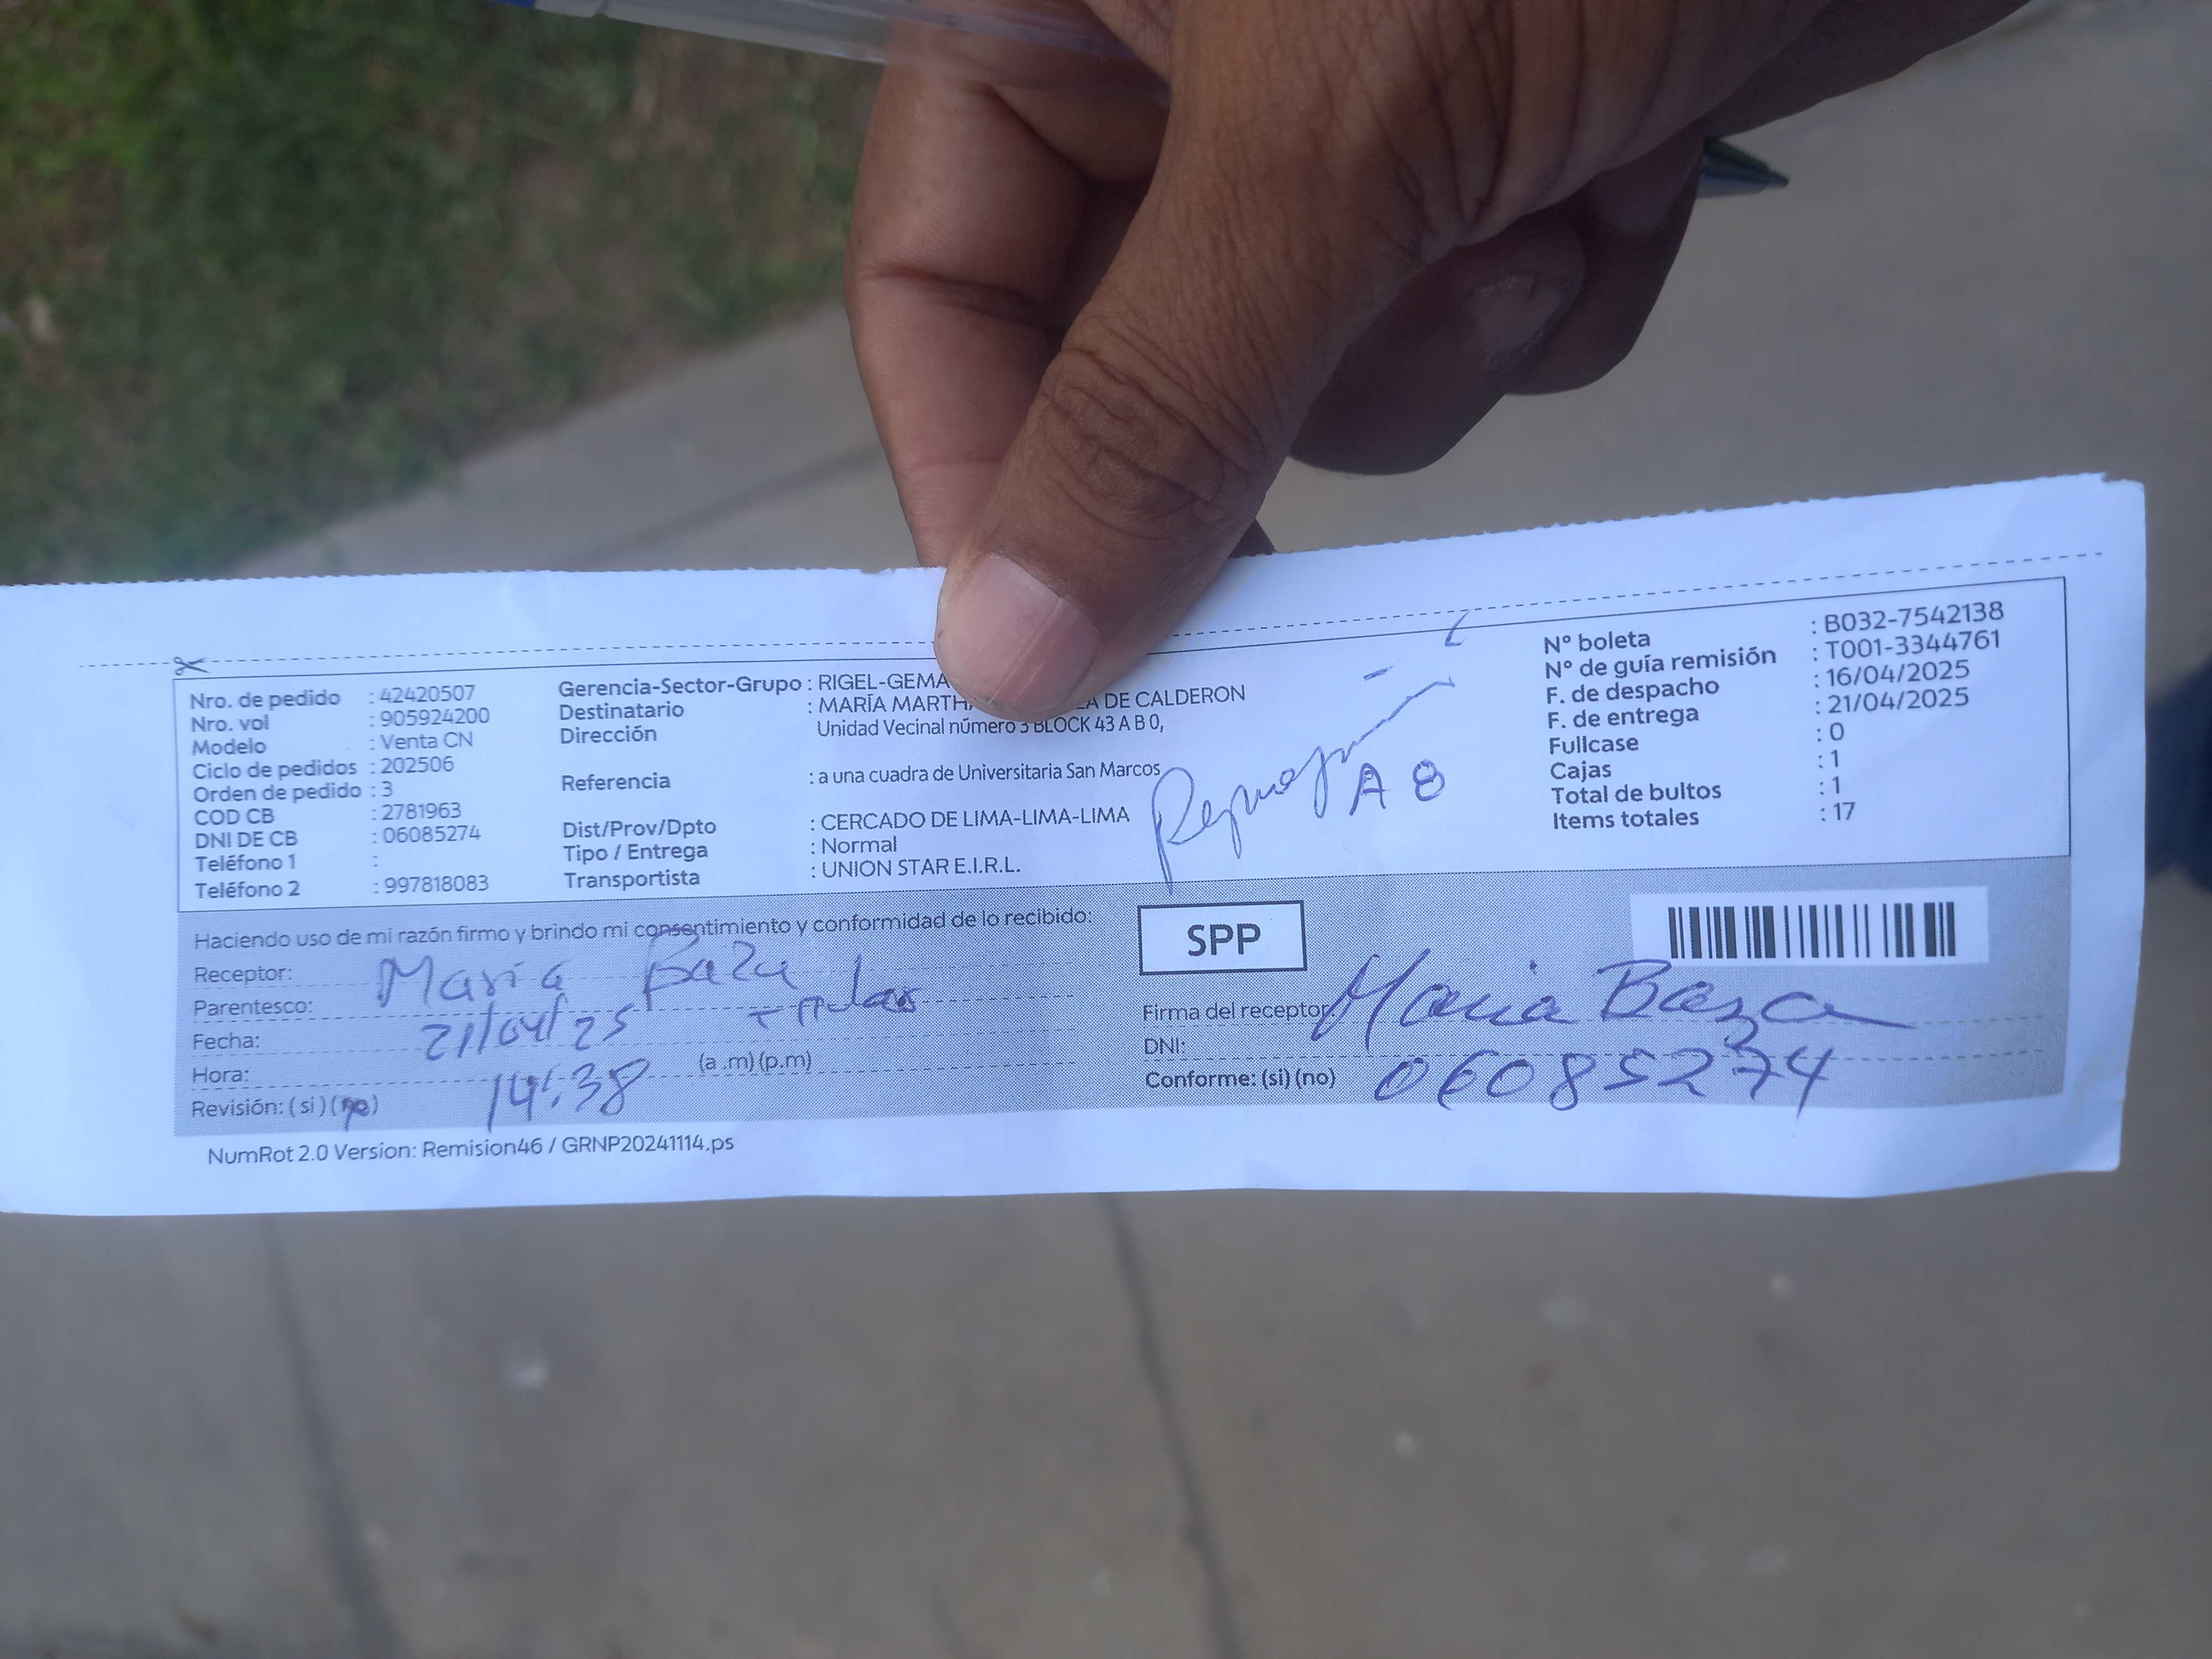 Nro. de pedido : 42420507
Nro. vol : 905924200
Modelo : Venta CN
Ciclo de pedidos : 202506
Orden de pedido : 3
COD CB : 2781963
DNI DE CB : 06085274
Teléfono 1 :
Teléfono 2 : 997818083
Gerencia-Sector-Grupo : RIGEL-GEMA
Destinatario : MARÍA MARTH DE CALDERON
Dirección Unidad Vecinal número 3 BLOCK 43 A B 0,
Referencia : a una cuadra de Universitaria San Marcos
Dist/Prov/Dpto : CERCADO DE LIMA-LIMA-LIMA
Tipo / Entrega : Normal
Transportista : UNION STAR E.I.R.L.
A 8
N° boleta : B032-7542138
N° de guía remisión : T001-3344761
F. de despacho : 16/04/2025
F. de entrega : 21/04/2025
Fullcase : 0
Cajas : 1
Total de bultos : 1
Items totales : 17
Haciendo uso de mi razón firmo y brindo mi consentimiento y conformidad de lo recibido:
Receptor: María Baza
Parentesco: Titular
Fecha: 21/04/25
Hora: 14:38 (a .m) (p.m)
Revisión: ( si ) (no)
SPP
Firma del receptor: Maria Baza
DNI: 06085274
Conforme: (si) (no)
NumRot 2.0 Version: Remision46 / GRNP20241114.ps